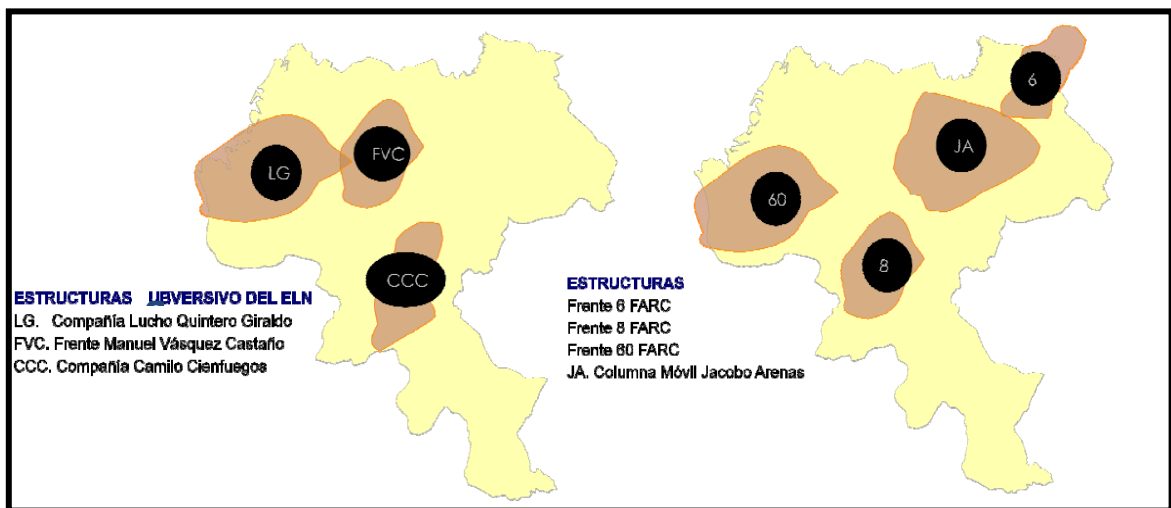 LG
FVC
CCC
ESTRUCTURAS UBVERSIVO DEL ELN
LG. Compañía Lucho Quintero Giraldo
FVC. Frente Manuel Vásquez Castaño
CCC. Compañía Camilo Cienfuegos
6
JA
60
8
ESTRUCTURAS
Frente 6 FARC
Frente 8 FARC
Frente 60 FARC
JA. Columna Móvil Jacobo Arenas